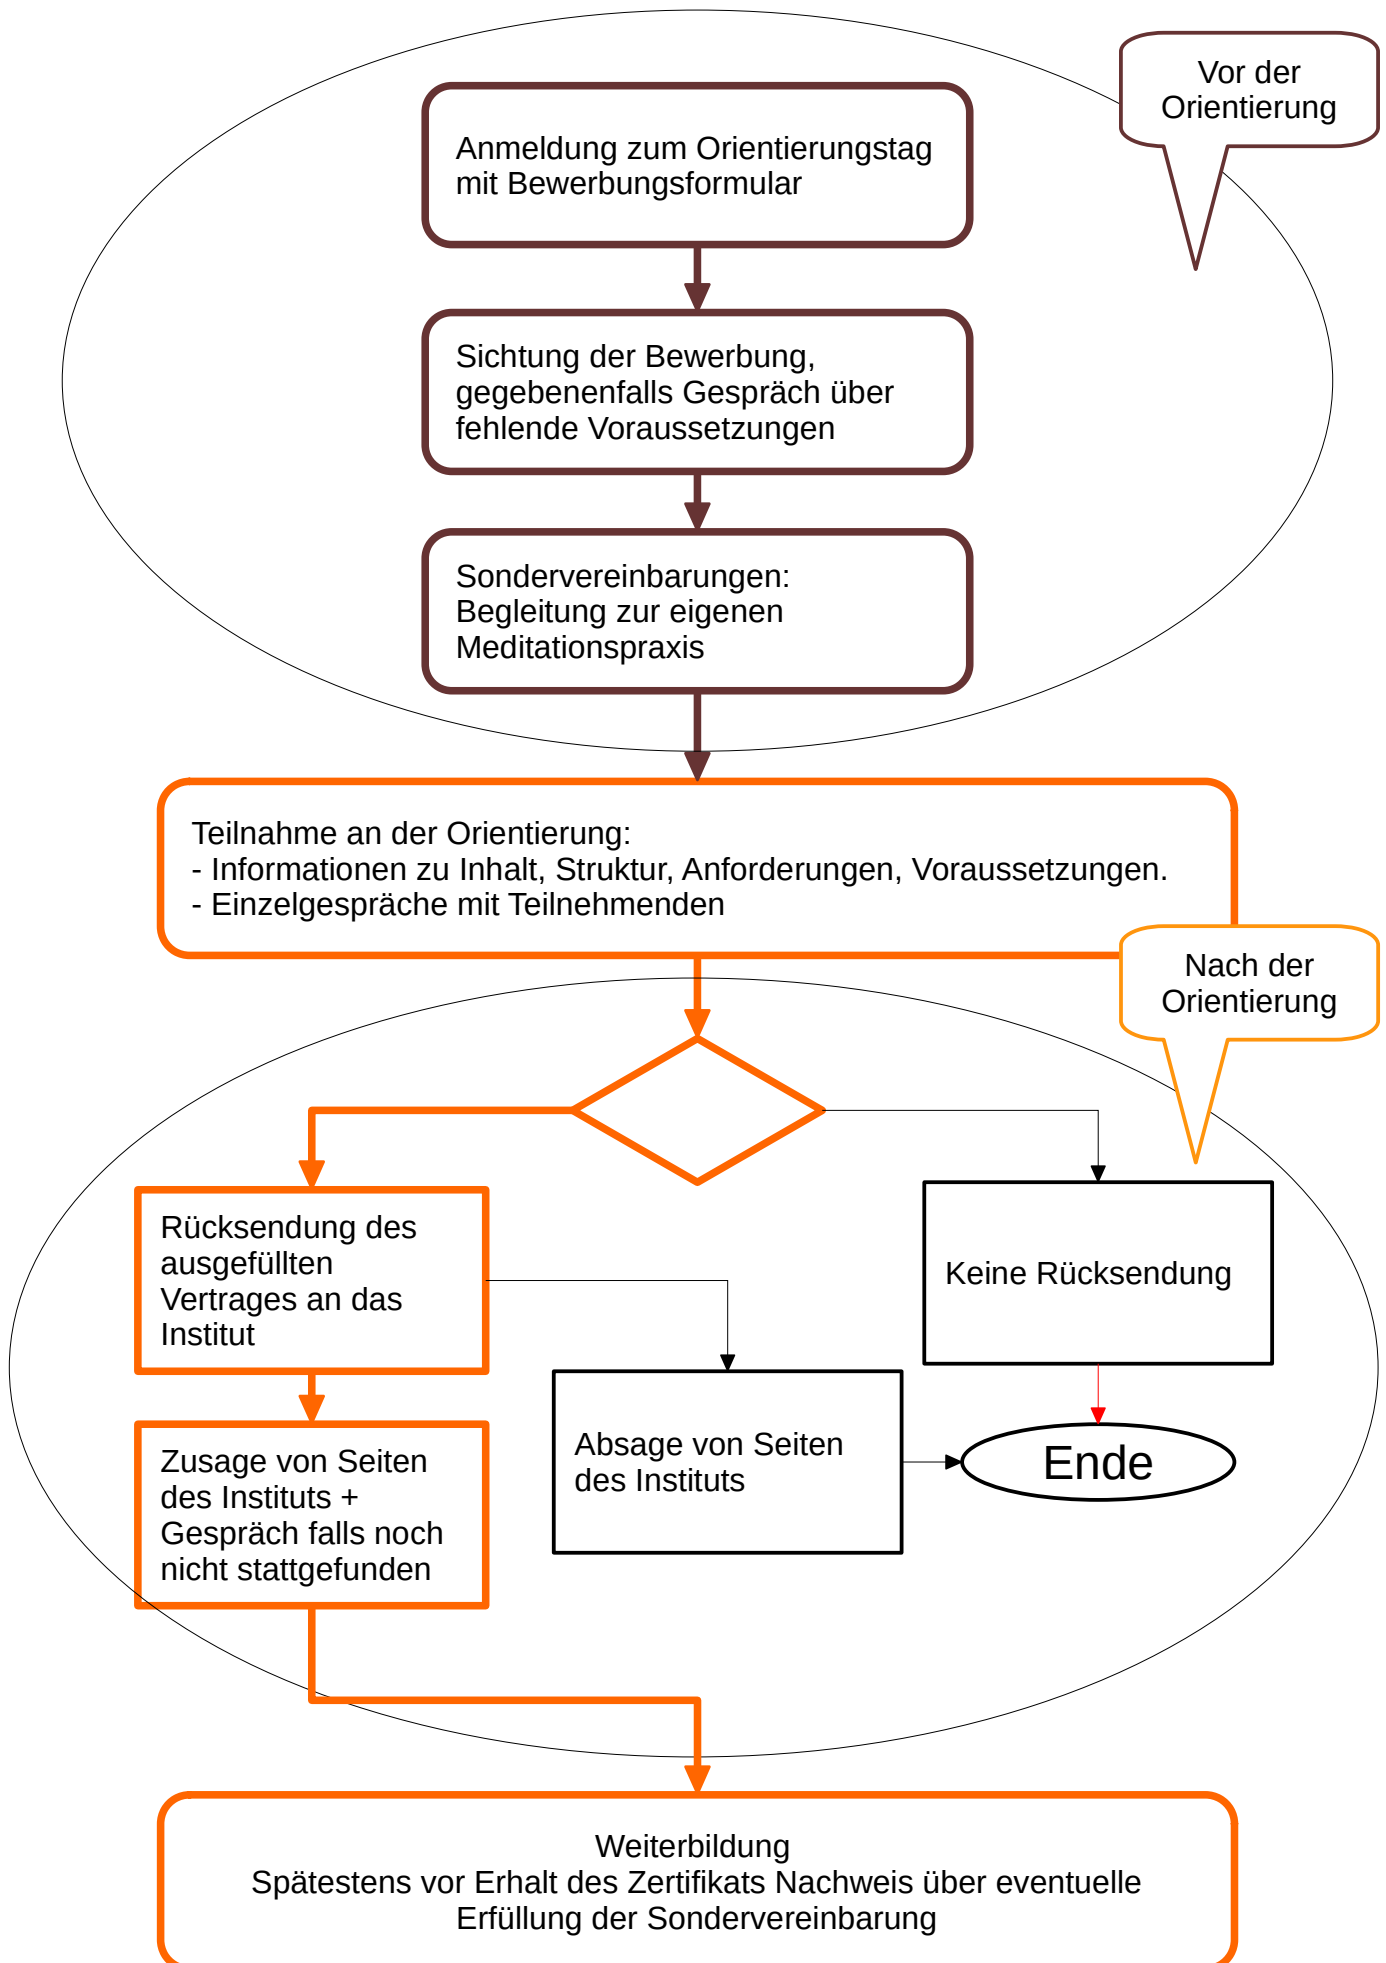 Vor der
Orientierung
Anmeldung zum Orientierungstag
mit Bewerbungsformular
Sichtung der Bewerbung,
gegebenenfalls Gespräch über
fehlende Voraussetzungen
Sondervereinbarungen:
Begleitung zur eigenen
Meditationspraxis
Teilnahme an der Orientierung:
- Informationen zu Inhalt, Struktur, Anforderungen, Voraussetzungen.
- Einzelgespräche mit Teilnehmenden
Nach der
Orientierung
Rücksendung des
ausgefüllten
Vertrages an das
Institut
Keine Rücksendung
Absage von Seiten
des Instituts
Ende
Zusage von Seiten
des Instituts +
Gespräch falls noch
nicht stattgefunden
Weiterbildung
Spätestens vor Erhalt des Zertifikats Nachweis über eventuelle
Erfüllung der Sondervereinbarung